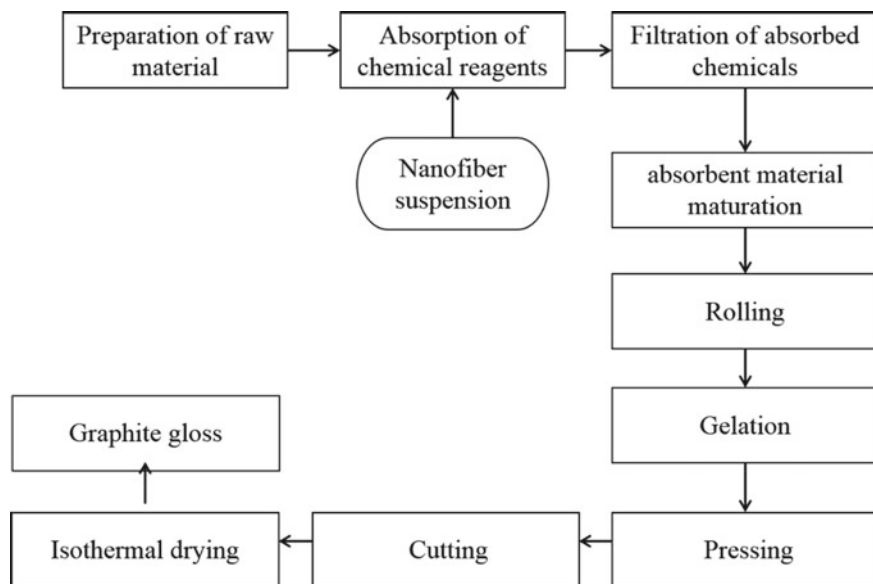 Preparation of raw
material
Absorption of
chemical reagents
Filtration of absorbed
chemicals
Nanofiber
suspension
absorbent material
maturation
Rolling
Gelation
Graphite gloss
Isothermal drying
Cutting
Pressing